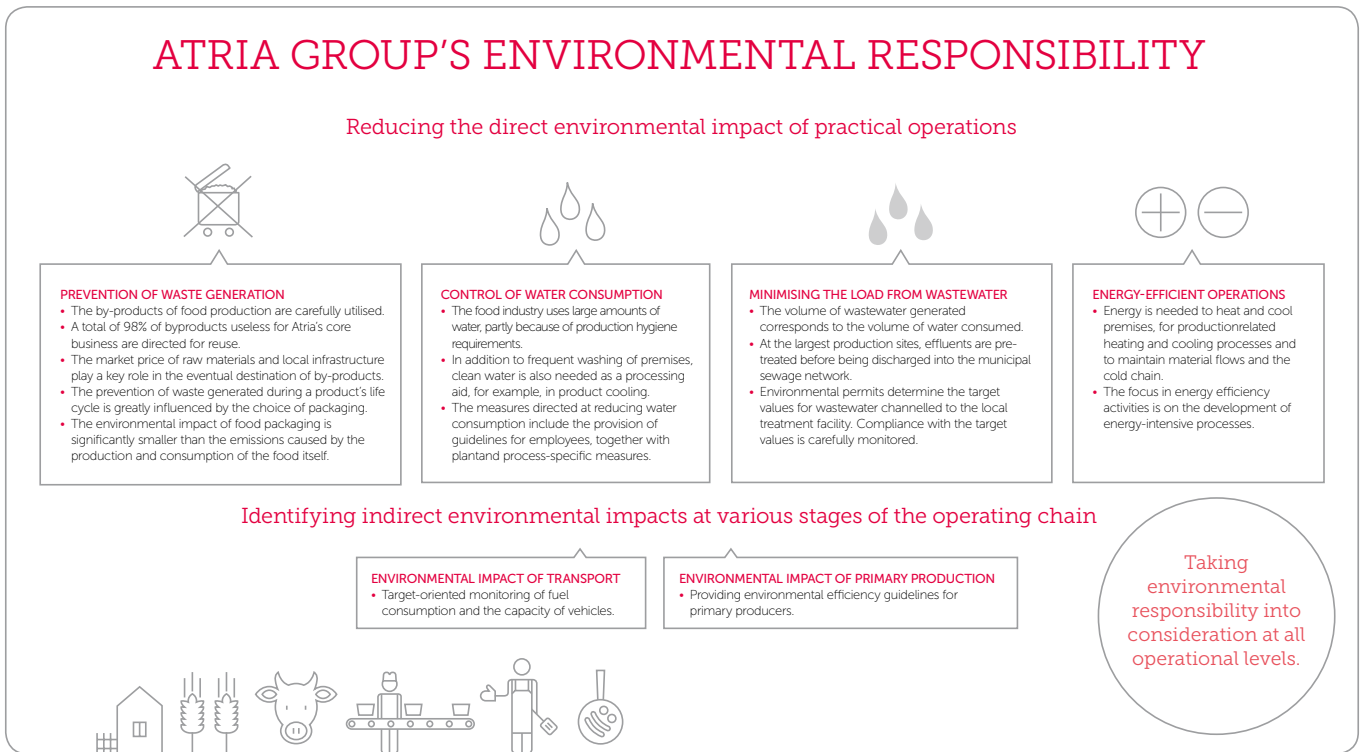 ATRIA GROUP'S ENVIRONMENTAL RESPONSIBILITY
Reducing the direct environmental impact of practical operations
PREVENTION OF WASTE GENERATION
• The by-products of food production are carefully utilised.
• A total of 98% of byproducts useless for Atria's core
business are directed for reuse.
• The market price of raw materials and local infrastructure
play a key role in the eventual destination of by-products.
• The prevention of waste generated during a product's life
cycle is greatly influenced by the choice of packaging.
• The environmental impact of food packaging is
significantly smaller than the emissions caused by the
production and consumption of the food itself.
CONTROL OF WATER CONSUMPTION
• The food industry uses large amounts of
water, partly because of production hygiene
requirements.
• In addition to frequent washing of premises,
clean water is also needed as a processing
aid, for example, in product cooling.
• The measures directed at reducing water
consumption include the provision of
guidelines for employees, together with
plantand process-specific measures.
MINIMISING THE LOAD FROM WASTEWATER
• The volume of wastewater generated
corresponds to the volume of water consumed.
• At the largest production sites, effluents are pre-
treated before being discharged into the municipal
sewage network.
• Environmental permits determine the target
values for wastewater channelled to the local
treatment facility. Compliance with the target
values is carefully monitored.
ENERGY-EFFICIENT OPERATIONS
• Energy is needed to heat and cool
premises, for productionrelated
heating and cooling processes and
to maintain material flows and the
cold chain.
• The focus in energy efficiency
activities is on the development of
energy-intensive processes.
Identifying indirect environmental impacts at various stages of the operating chain
ENVIRONMENTAL IMPACT OF TRANSPORT
• Target-oriented monitoring of fuel
consumption and the capacity of vehicles.
ENVIRONMENTAL IMPACT OF PRIMARY PRODUCTION
• Providing environmental efficiency guidelines for
primary producers.
Taking
environmental
responsibility into
consideration at all
operational levels.